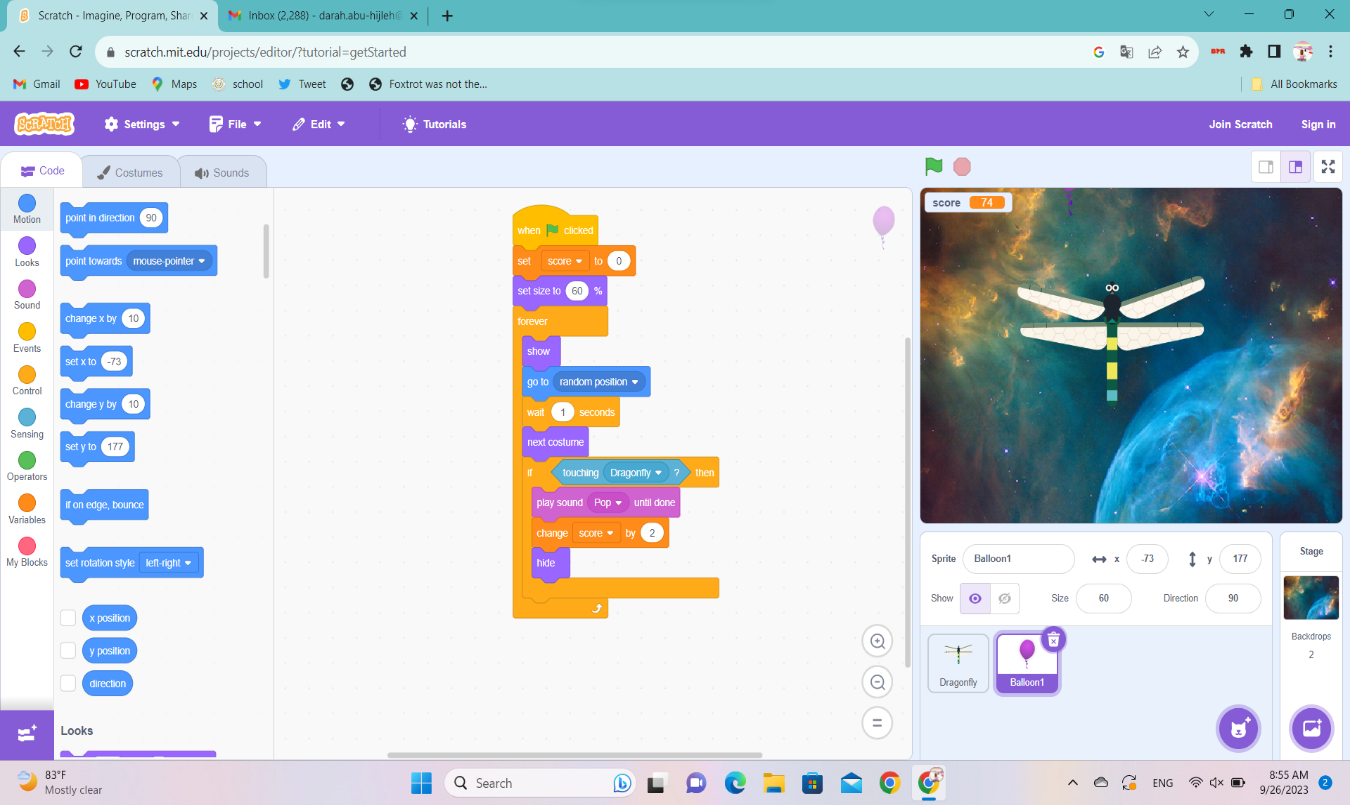 Scratch - Imagine, Program, Shar
Inbox (2,288) - darah.abu-hijleh@
scratch.mit.edu/projects/editor/?tutorial=getStarted
Gmail YouTube Maps school Tweet Foxtrot was not the... All Bookmarks
SCRATCH Settings File Edit Tutorials Join Scratch Sign in
Code Costumes Sounds
Motion
Looks
Sound
Events
Control
Sensing
Operators
Variables
My Blocks
point in direction 90
point towards mouse-pointer
change x by 10
set x to -73
change y by 10
set y to 177
if on edge, bounce
set rotation style left-right
x position
y position
direction
Looks
when clicked
set score to 0
set size to 60 %
forever
show
go to random position
wait 1 seconds
next costume
if touching Dragonfly ? then
play sound Pop until done
change score by 2
hide
score 74
Sprite Balloon1 x -73 y 177
Show Size 60 Direction 90
Dragonfly
Balloon1
Stage
Backdrops
2
83°F
Mostly clear
Search
ENG
8:55 AM
9/26/2023
2